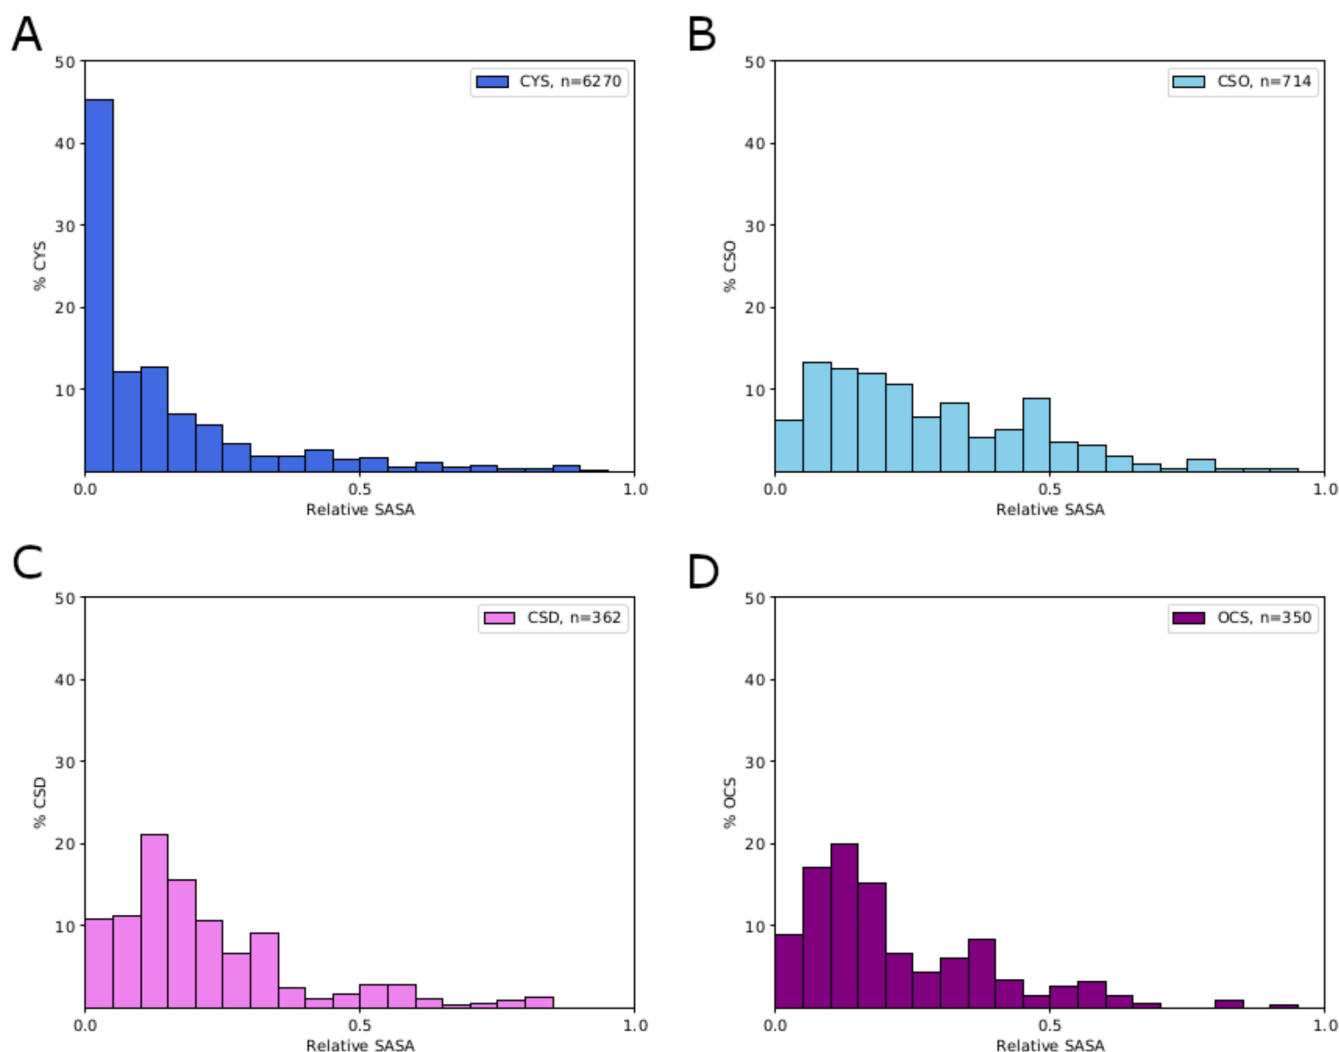 A
50
40
30
20
10
% CYS
CYS, n=6270
0.0
0.5
1.0
Relative SASA
B
50
40
30
20
10
% CSO
CSO, n=714
0.0
0.5
1.0
Relative SASA
C
50
40
30
20
10
% CSD
CSD, n=362
0.0
0.5
1.0
Relative SASA
D
50
40
30
20
10
% OCS
OCS, n=350
0.0
0.5
1.0
Relative SASA